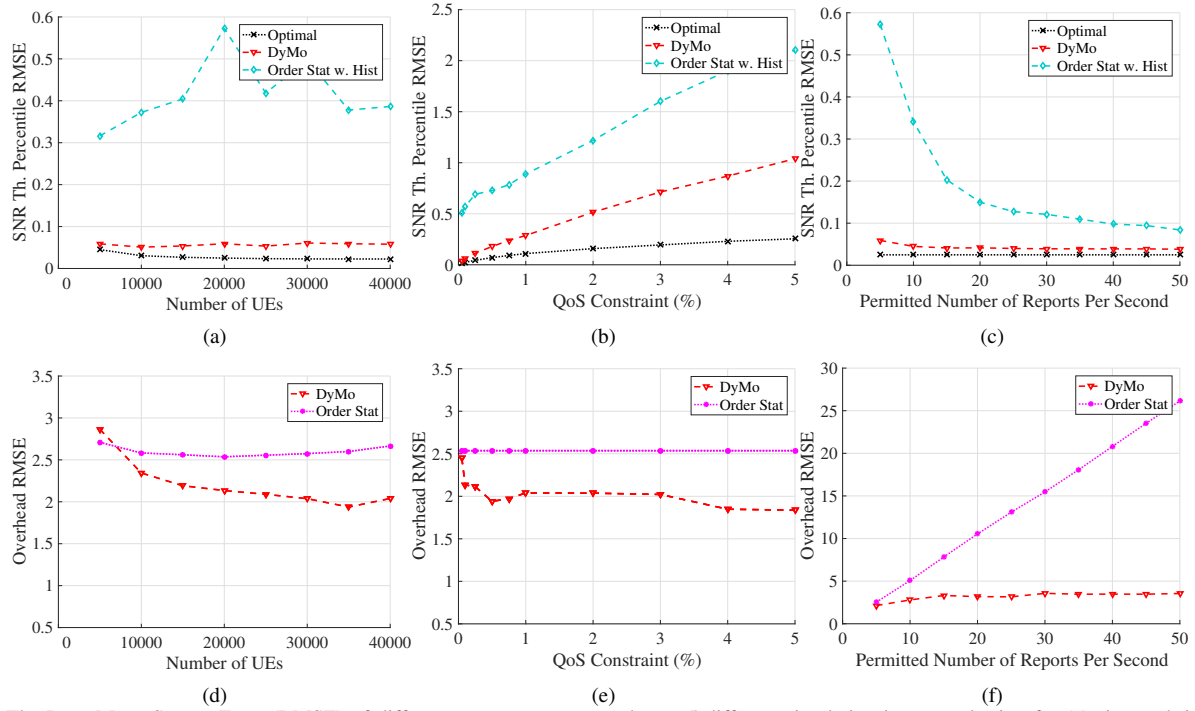 0.6
0.5
0.4
0.3
0.2
0.1
0
SNR Th. Percentile RMSE
Optimal
DyMo
Order Stat w. Hist
0 10000 20000 30000 40000
Number of UEs
(a)
2.5
2
1.5
1
0.5
0
SNR Th. Percentile RMSE
Optimal
DyMo
Order Stat w. Hist
0 1 2 3 4 5
QoS Constraint (%)
(b)
0.6
0.5
0.4
0.3
0.2
0.1
0
SNR Th. Percentile RMSE
Optimal
DyMo
Order Stat w. Hist
0 10 20 30 40 50
Permitted Number of Reports Per Second
(c)
3.5
3
2.5
2
1.5
1
0.5
Overhead RMSE
DyMo
Order Stat
0 10000 20000 30000 40000
Number of UEs
(d)
3.5
3
2.5
2
1.5
1
0.5
Overhead RMSE
DyMo
Order Stat
0 1 2 3 4 5
QoS Constraint (%)
(e)
30
25
20
15
10
5
0
Overhead RMSE
DyMo
Order Stat
0 10 20 30 40 50
Permitted Number of Reports Per Second
(f)